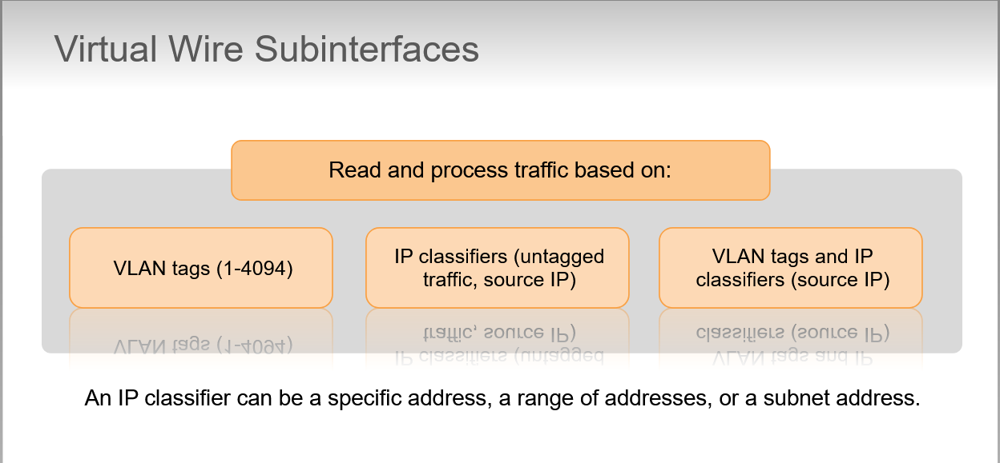 Virtual Wire Subinterfaces
Read and process traffic based on:
VLAN tags (1-4094)
IP classifiers (untagged
traffic, source IP)
VLAN tags and IP
classifiers (source IP)
An IP classifier can be a specific address, a range of addresses, or a subnet address.